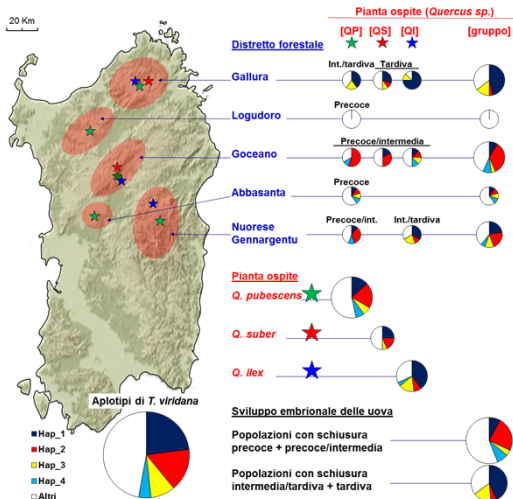 20 Km
Pianta ospite (Quercus sp.)
[QP] [QS] [QI] [gruppo]
Distretto forestale
Int./tardiva Tardiva
Gallura
Precoce
Logudoro
Precoce/intermedia
Goceano
Precoce
Abbasanta
Precoce/int. Int./tardiva
Nuorese
Gennargentu
Pianta ospite
Q. pubescens
Q. suber
Q. ilex
Aplotipi di T. viridana
Hap_1
Hap_2
Hap_3
Hap_4
Altri
Sviluppo embrionale delle uova
Popolazioni con schiusura
precoce + precoce/intermedia
Popolazioni con schiusura
intermedia/tardiva + tardiva